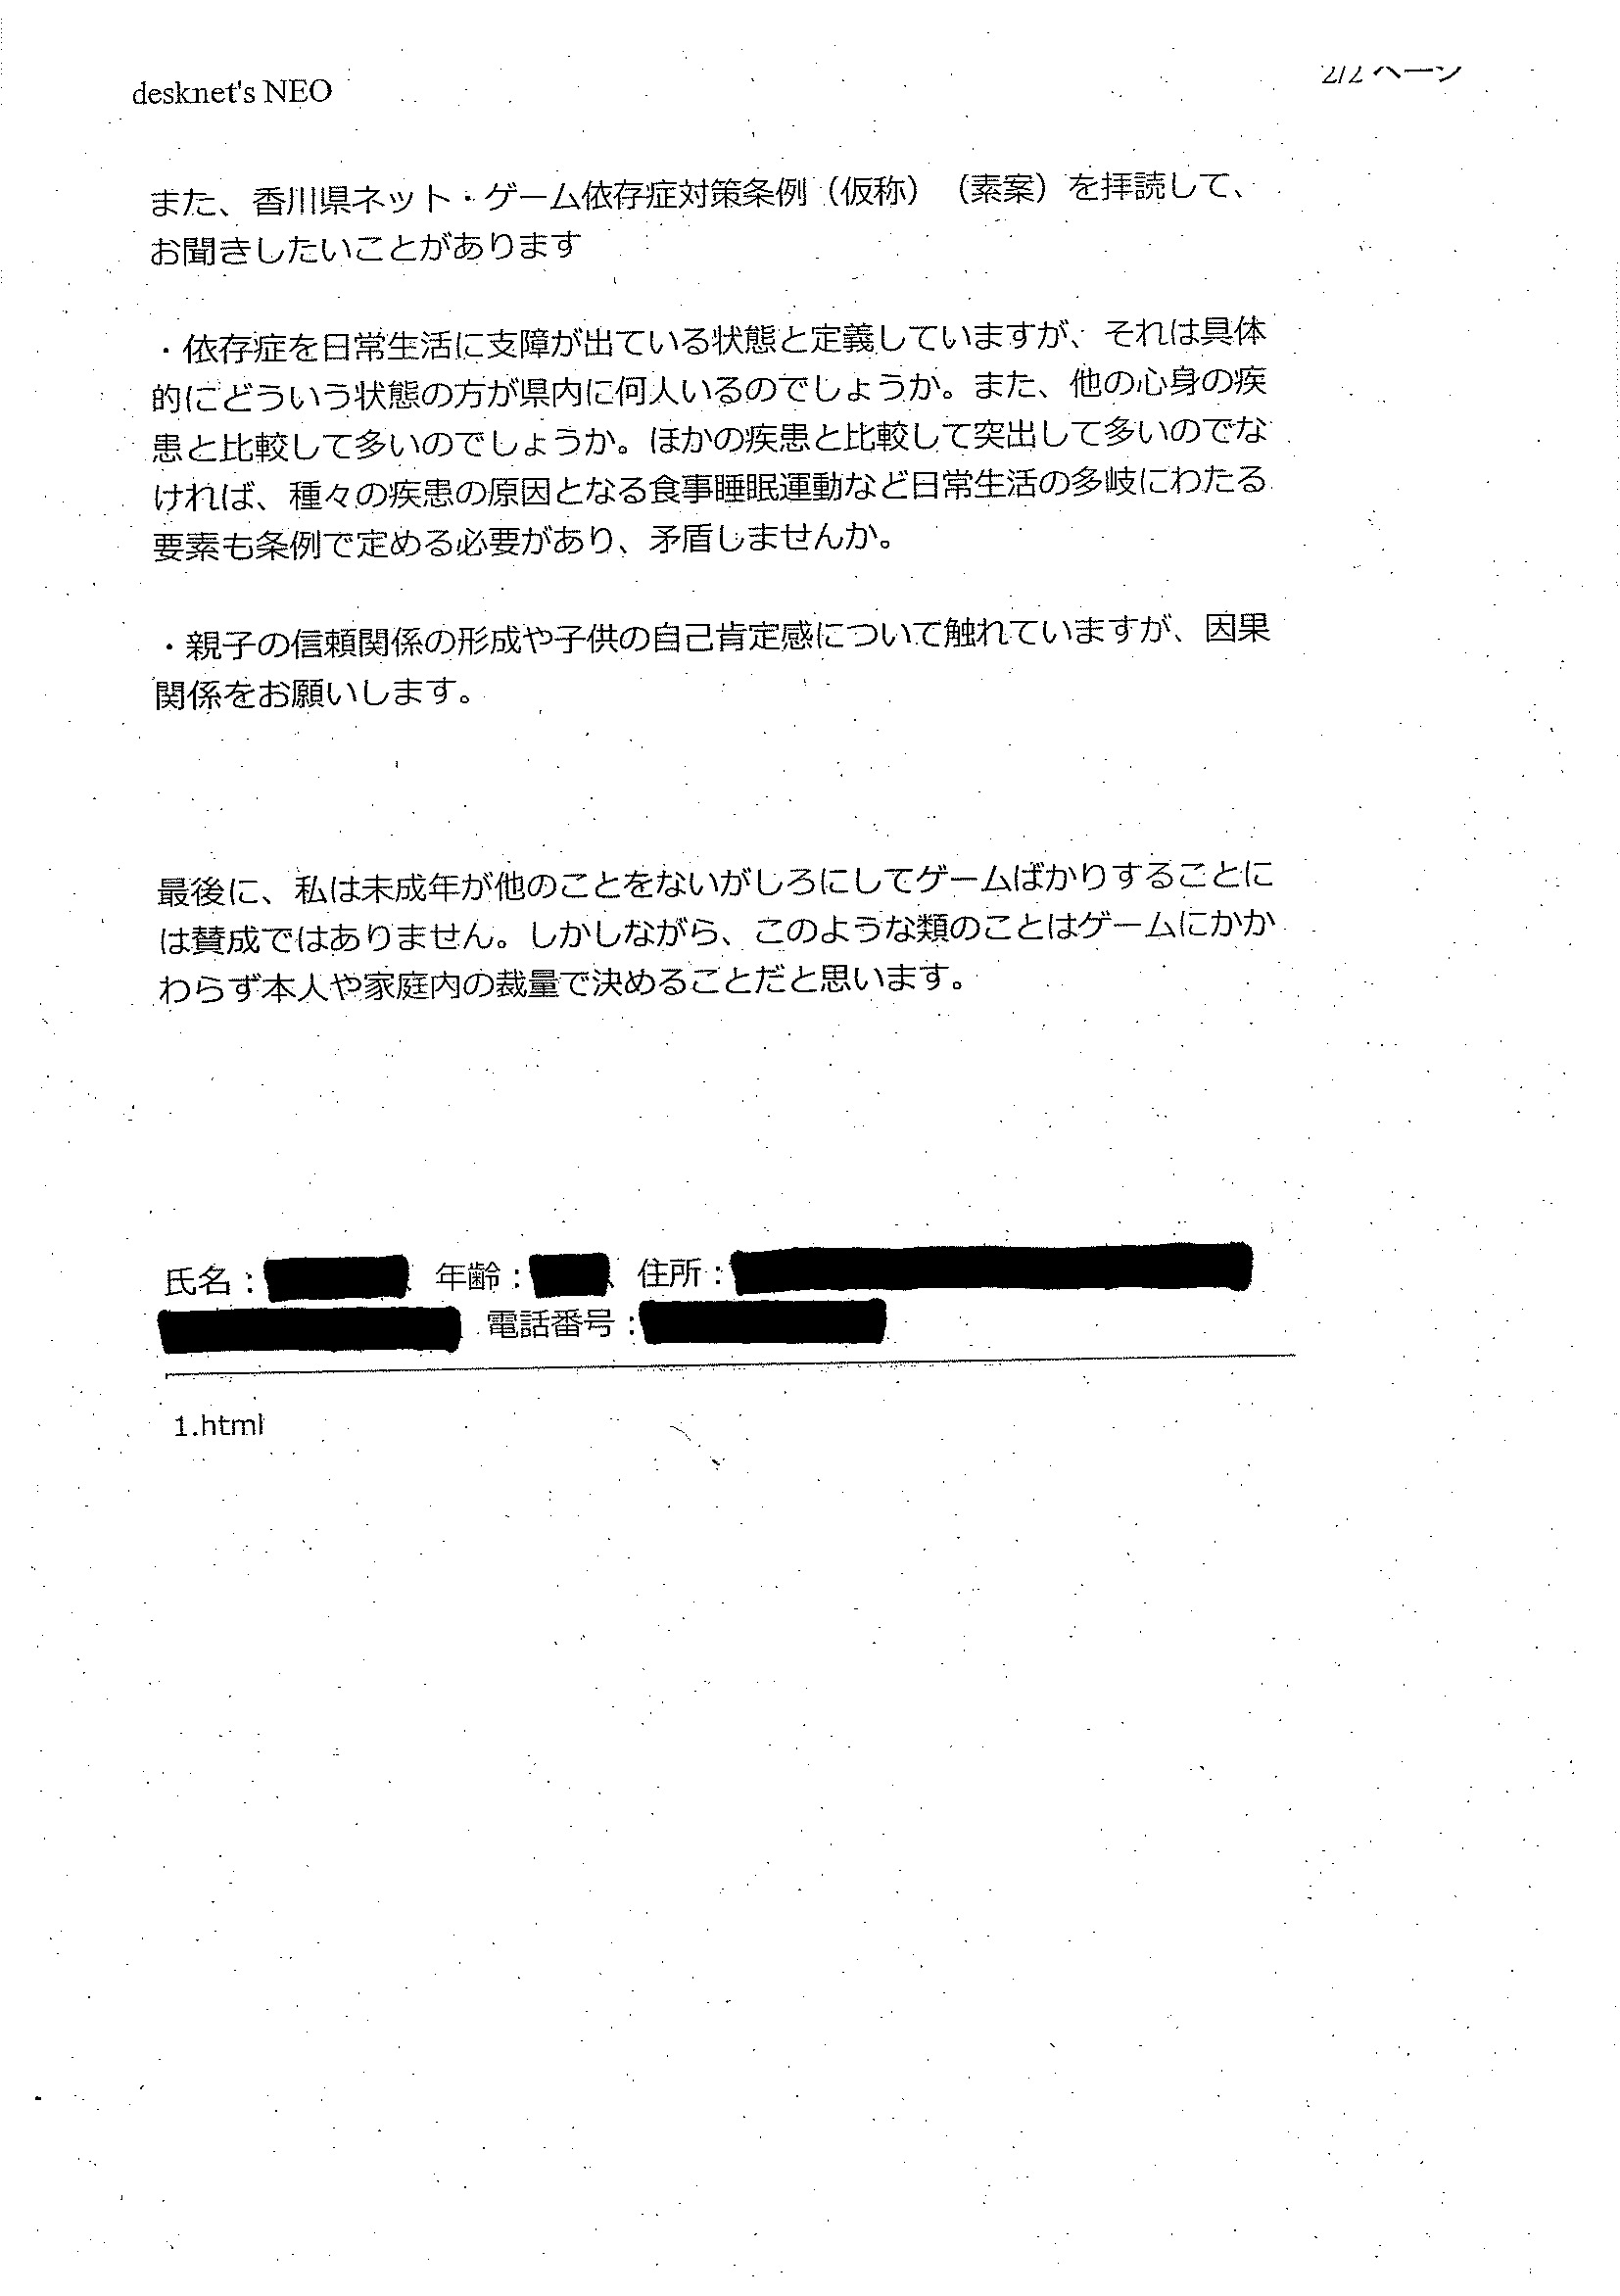 desknet's NEO
2/2 ページ
また、香川県ネット・ゲーム依存症対策条例（仮称）（素案）を拝読して、
お聞きしたいことがあります
・依存症を日常生活に支障が出ている状態と定義していますが、それは具体
的にどういう状態の方が県内に何人いるのでしょうか。また、他の心身の疾
患と比較して多いのでしょうか。ほかの疾患と比較して突出して多いのでな
ければ、種々の疾患の原因となる食事睡眠運動など日常生活の多岐にわたる
要素も条例で定める必要があり、矛盾しませんか。
・親子の信頼関係の形成や子供の自己肯定感について触れていますが、因果
関係をお願いします。
最後に、私は未成年が他のことをないがしろにしてゲームばかりすることに
は賛成ではありません。しかしながら、このような類のことはゲームにかか
わらず本人や家庭内の裁量で決めることだと思います。
氏名： 年齢： 住所：
電話番号：
1.html